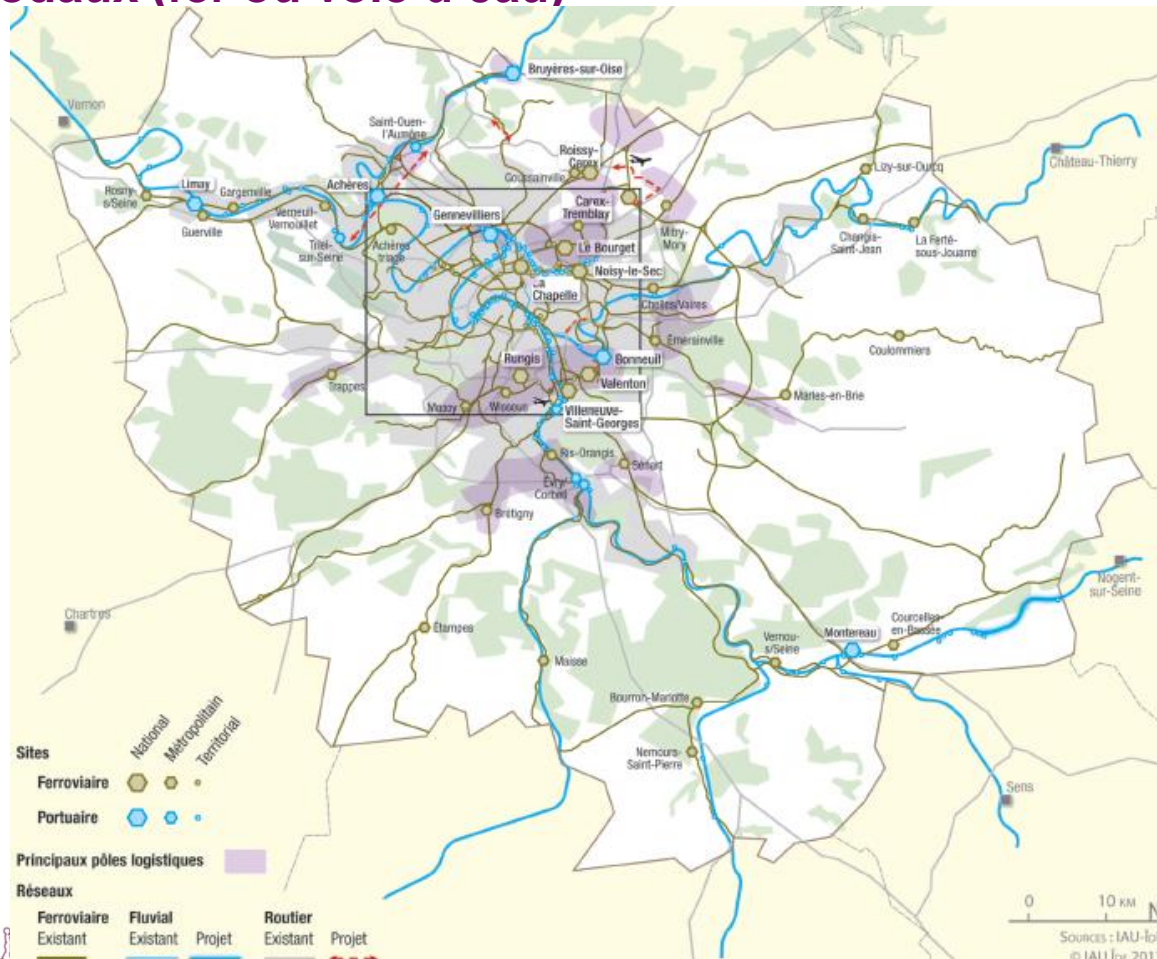 Bruyères-sur-Oise
Vernon
Saint-Ouen-
l'Aumône
Roissy-
Carex
Goussainville
Château-Thierry
Lizy-sur-Ourcq
Rosny-
s/Seine
Limay
Gargenville
Achères
Guerville
Verneuil-
Vernouillet
Triel-
sur-Seine
Achères
triage
Gennevilliers
Carex-
Tremblay
Mitry-
Mory
Le Bourget
Noisy-le-Sec
La
Chapelle
Changis-
Saint-Jean
La Ferté-
sous-Jouarre
Chelles/Vaires
Émerainville
Coulommiers
Bonneuil
Rungis
Valenton
Trappes
Massy
Wissous
Villeneuve-
Saint-Georges
Marles-en-Brie
Ris-Orangis
Sénart
Évry-
Corbeil
Bretigny
Nogent-
sur-Seine
Chartres
Étampes
Maisse
Vernou-
s/Seine
Montereau
Courcelles-
en-Bassée
Bourron-Marlotte
Nemours-
Saint-Pierre
Sens
Sites
National
Métropolitain
Territorial
Ferroviaire
Portuaire
Principaux pôles logistiques
Réseaux
Ferroviaire Fluvial Routier
Existant Existant Projet Existant Projet
0 10 KM
N
SOURCES : IAU-
© IAU